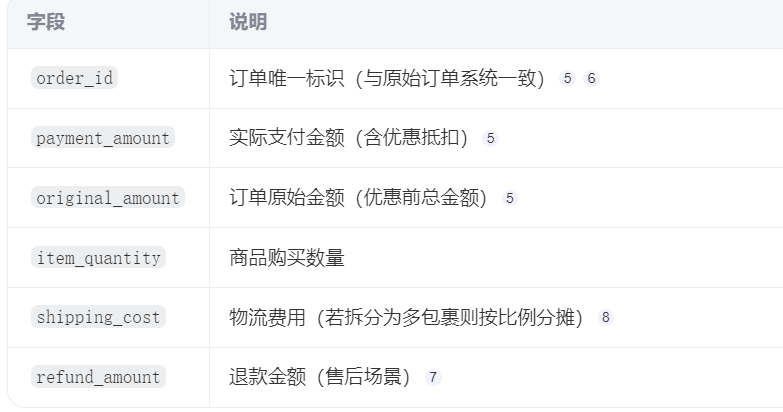 字段 说明
order_id 订单唯一标识（与原始订单系统一致） 5 6
payment_amount 实际支付金额（含优惠抵扣） 5
original_amount 订单原始金额（优惠前总金额） 5
item_quantity 商品购买数量
shipping_cost 物流费用（若拆分为多包裹则按比例分摊） 8
refund_amount 退款金额（售后场景） 7